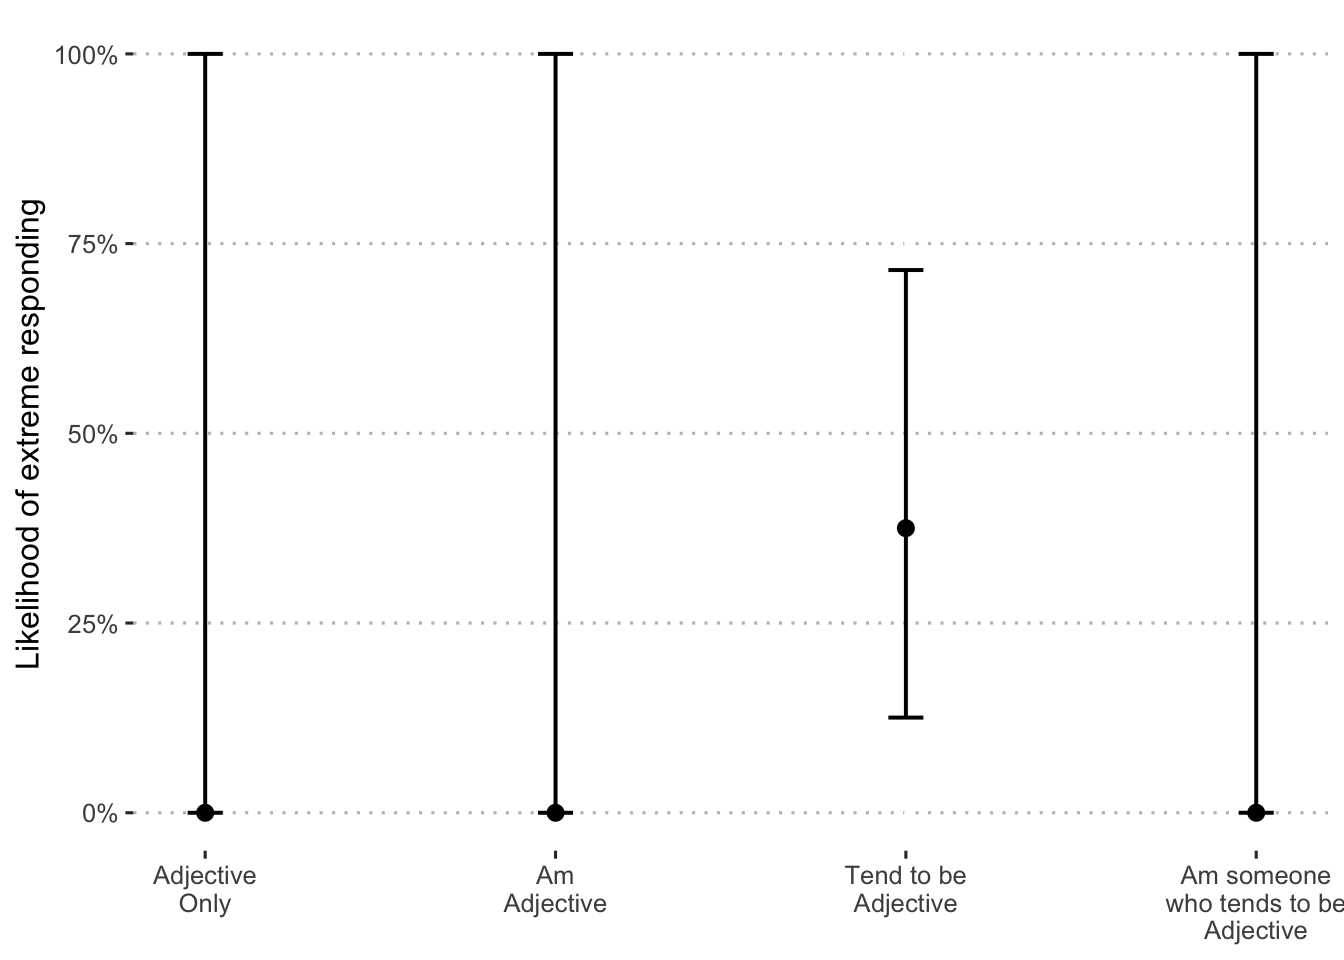 Likelihood of extreme responding
100%
75%
50%
25%
0%
Adjective
Only
Am
Adjective
Tend to be
Adjective
Am someone
who tends to be
Adjective